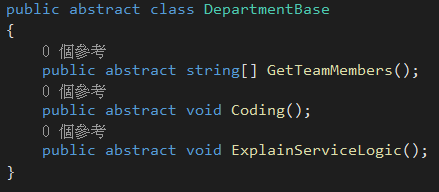 public abstract class DepartmentBase
{
0 個參考
public abstract string[] GetTeamMembers();
0 個參考
public abstract void Coding();
0 個參考
public abstract void ExplainServiceLogic();
}